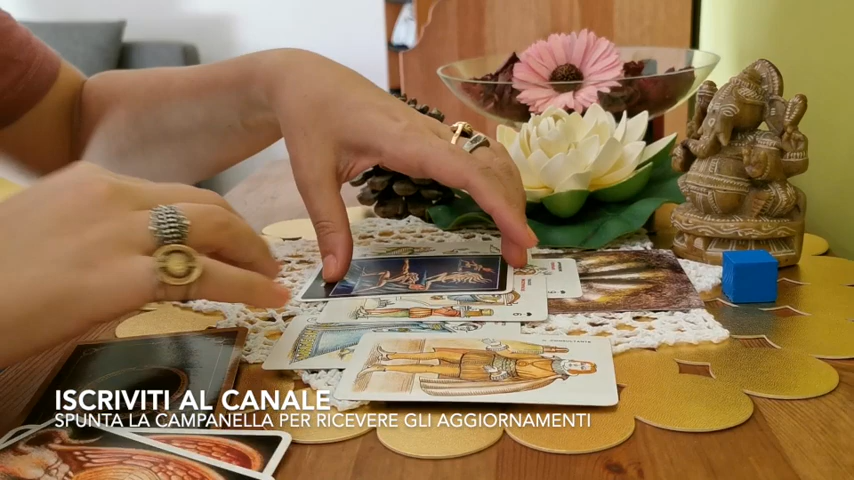 ISCRIVITI AL CANALE
SPUNTA LA CAMPANELLA PER RICEVERE GLI AGGIORNAMENTI